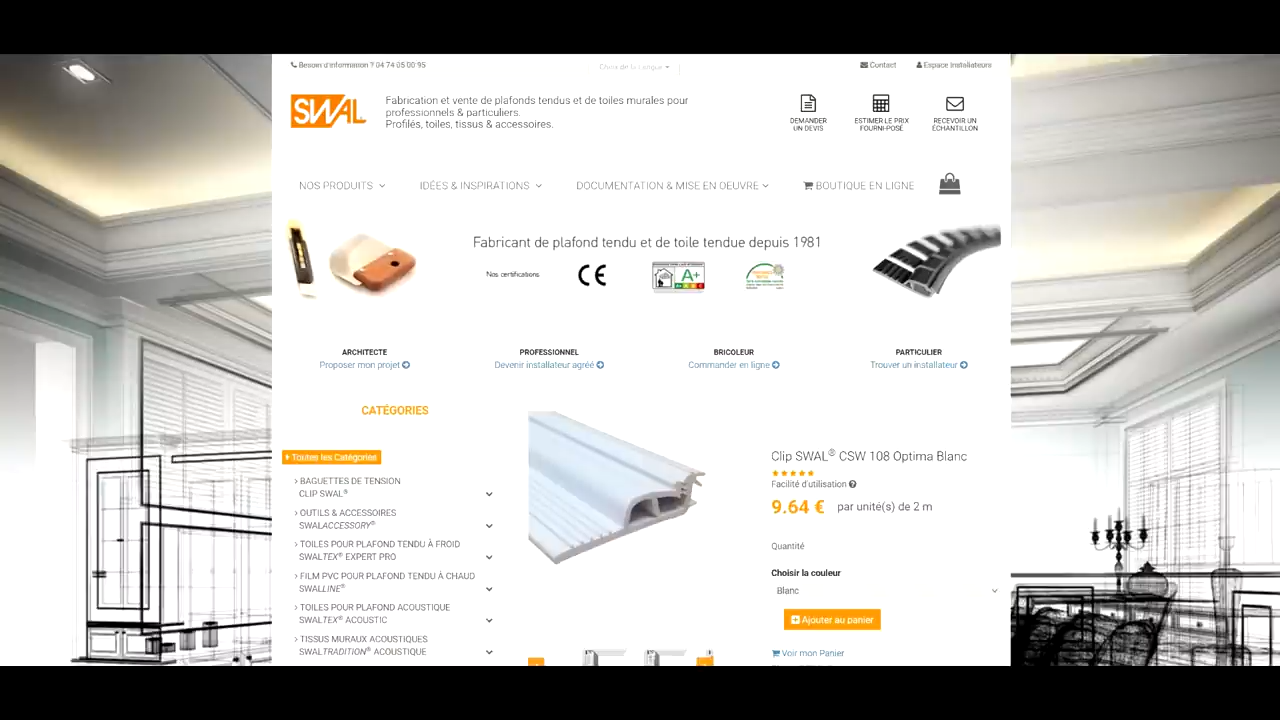 Besoin d'information ? 04 74 05 00 95
Choix de la langue
Contact
Espace Installateurs
SWAL
Fabrication et vente de plafonds tendus et de toiles murales pour
professionnels & particuliers.
Profilés, toiles, tissus & accessoires.
DEMANDER
UN DEVIS
ESTIMER LE PRIX
FOURNI-POSÉ
RECEVOIR UN
ÉCHANTILLON
NOS PRODUITS
IDÉES & INSPIRATIONS
DOCUMENTATION & MISE EN OEUVRE
BOUTIQUE EN LIGNE
Fabricant de plafond tendu et de toile tendue depuis 1981
Nos certifications
CE
A+
ARCHITECTE
Proposer mon projet
PROFESSIONNEL
Devenir installateur agréé
BRICOLEUR
Commander en ligne
PARTICULIER
Trouver un installateur
CATÉGORIES
Toutes les Catégories
BAGUETTES DE TENSION
CLIP SWAL®
OUTILS & ACCESSOIRES
SWALACCESSORY®
TOILES POUR PLAFOND TENDU À FROID
SWALTEX® EXPERT PRO
FILM PVC POUR PLAFOND TENDU À CHAUD
SWALLINE®
TOILES POUR PLAFOND ACOUSTIQUE
SWALTEX® ACOUSTIC
TISSUS MURAUX ACOUSTIQUES
SWALTRADITION® ACOUSTIQUE
Clip SWAL® CSW 108 Optima Blanc
Facilité d'utilisation
9.64 € par unité(s) de 2 m
Quantité
Choisir la couleur
Blanc
Ajouter au panier
Voir mon Panier